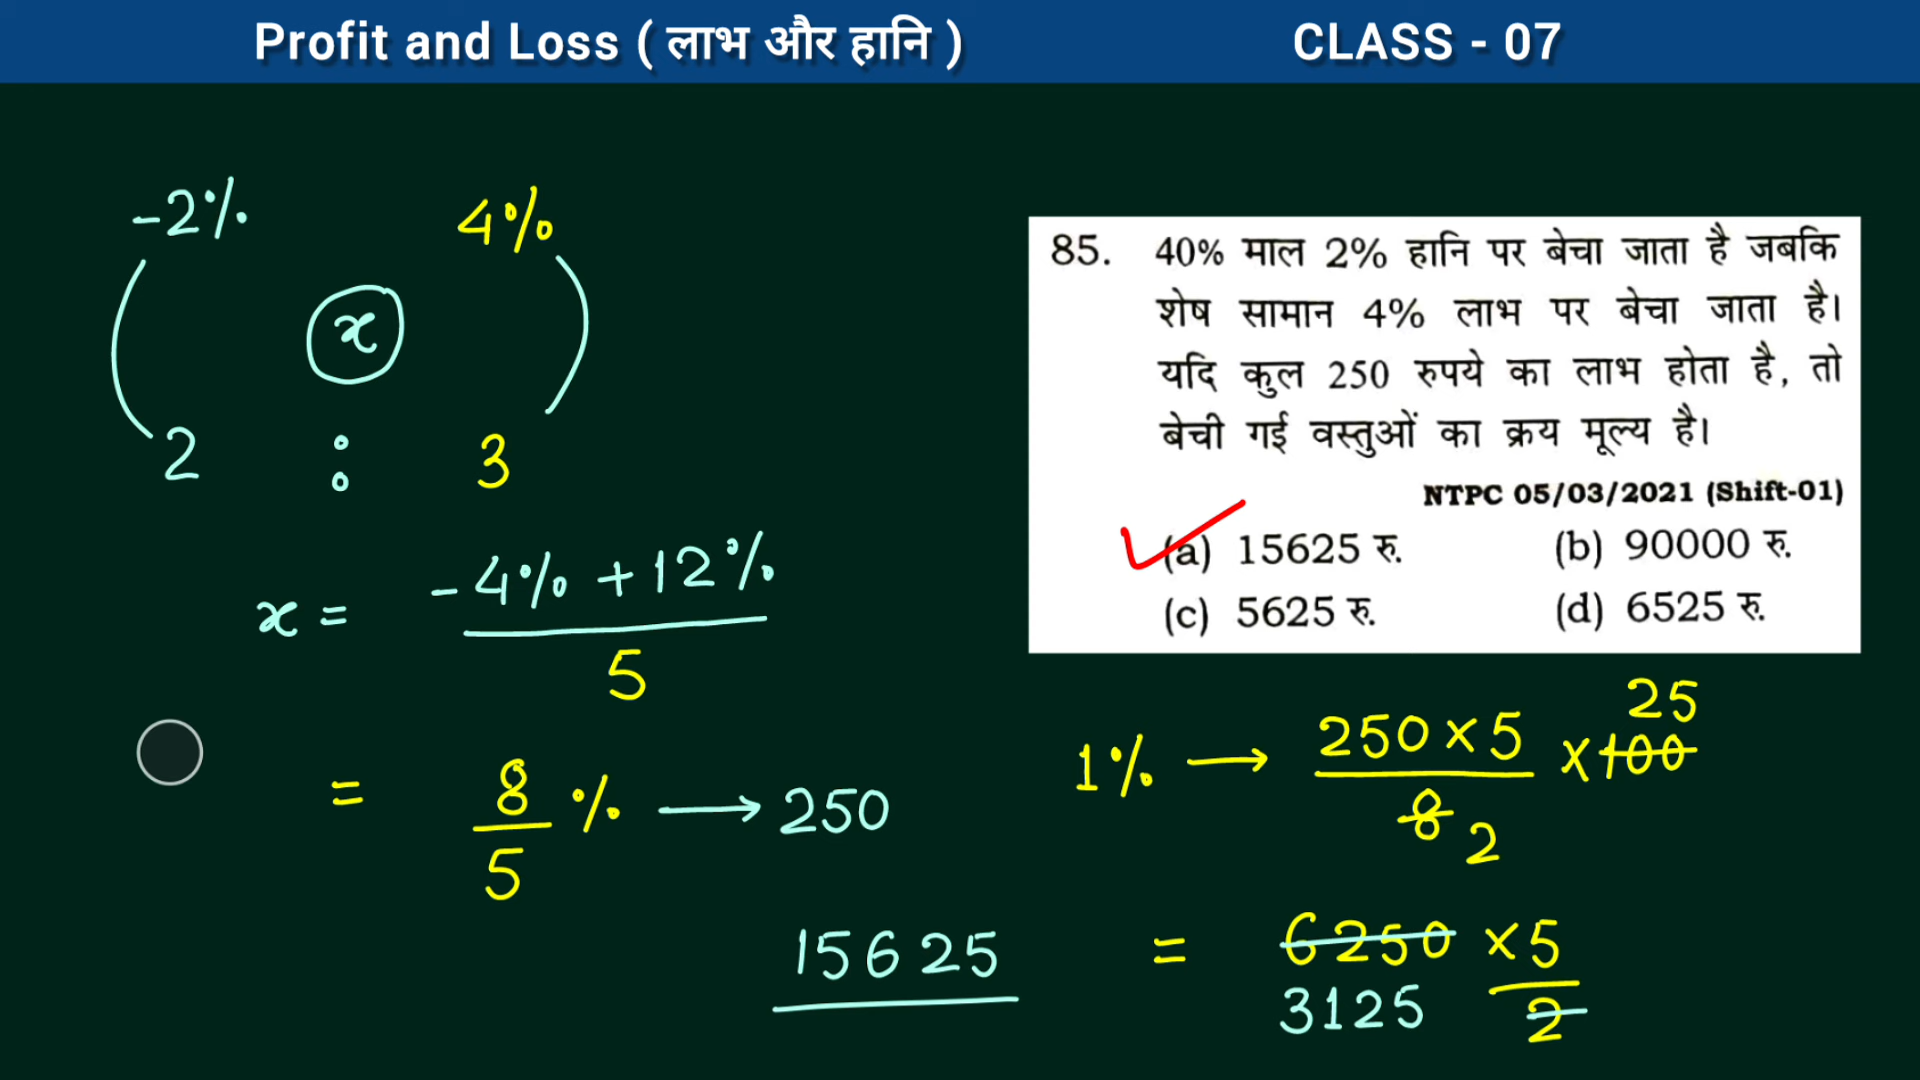 Profit and Loss ( लाभ और हानि )
CLASS - 07
-2% 4%
x
2 : 3
x = -4% + 12%
5
= 8/5 % → 250
15625
85. 40% माल 2% हानि पर बेचा जाता है जबकि
शेष सामान 4% लाभ पर बेचा जाता है।
यदि कुल 250 रुपये का लाभ होता है, तो
बेची गई वस्तुओं का क्रय मूल्य है।
NTPC 05/03/2021 (Shift-01)
(a) 15625 रु. (b) 90000 रु.
(c) 5625 रु. (d) 6525 रु.
25
1% → 250 × 5 × 100
8 2
= 6250 × 5
3125 2